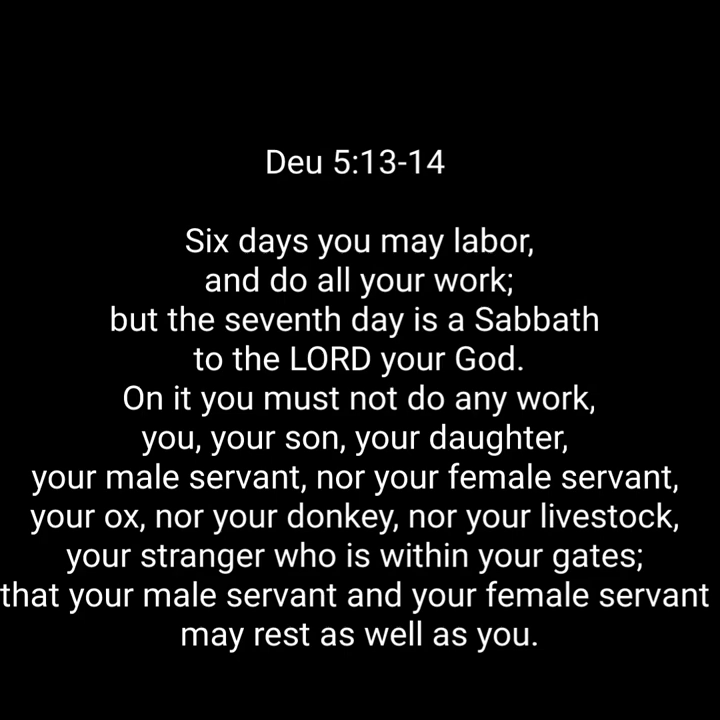 Deu 5:13-14
Six days you may labor,
and do all your work;
but the seventh day is a Sabbath
to the LORD your God.
On it you must not do any work,
you, your son, your daughter,
your male servant, nor your female servant,
your ox, nor your donkey, nor your livestock,
your stranger who is within your gates;
that your male servant and your female servant
may rest as well as you.